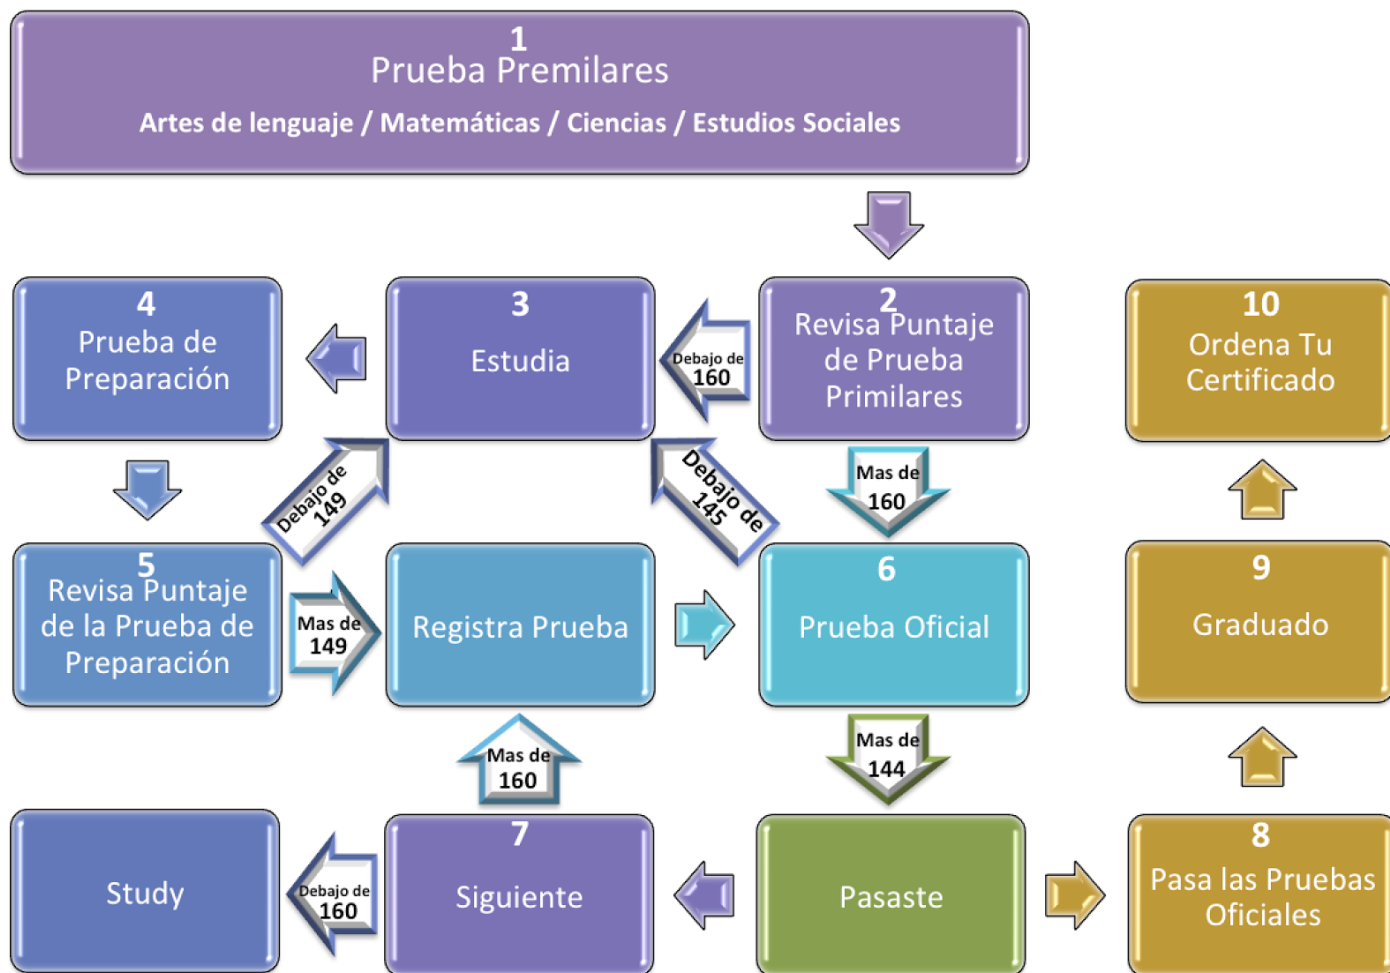 1
Prueba Premilares
Artes de lenguaje / Matemáticas / Ciencias / Estudios Sociales
4
Prueba de
Preparación
3
Estudia
Debajo de
160
2
Revisa Puntaje
de Prueba
Primilares
10
Ordena Tu
Certificado
Debajo de
149
Debajo de
145
Mas de
160
5
Revisa Puntaje
de la Prueba de
Preparación
Mas de
149
Registra Prueba
6
Prueba Oficial
9
Graduado
Mas de
160
Mas de
144
Study
Debajo de
160
7
Siguiente
Pasaste
8
Pasa las Pruebas
Oficiales